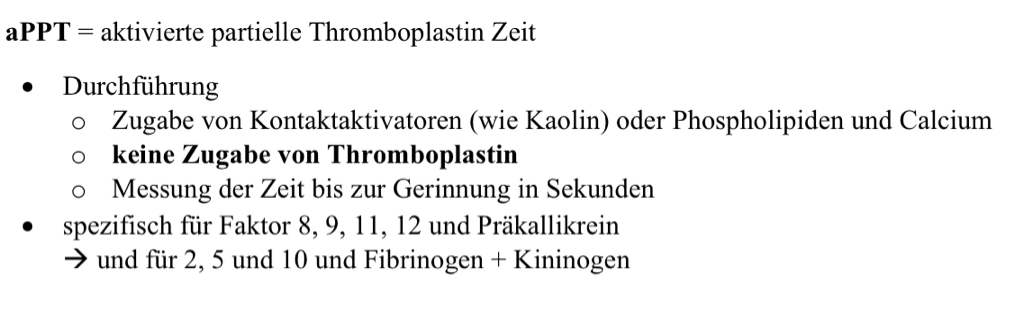 aPPT = aktivierte partielle Thromboplastin Zeit
• Durchführung
o Zugabe von Kontaktaktivatoren (wie Kaolin) oder Phospholipiden und Calcium
o keine Zugabe von Thromboplastin
o Messung der Zeit bis zur Gerinnung in Sekunden
• spezifisch für Faktor 8, 9, 11, 12 und Präkallikrein
→ und für 2, 5 und 10 und Fibrinogen + Kininogen